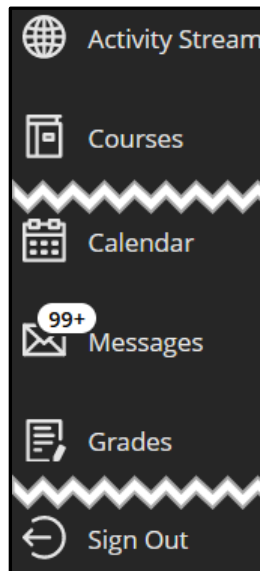 Activity Stream
Courses
Calendar
99+
Messages
Grades
Sign Out